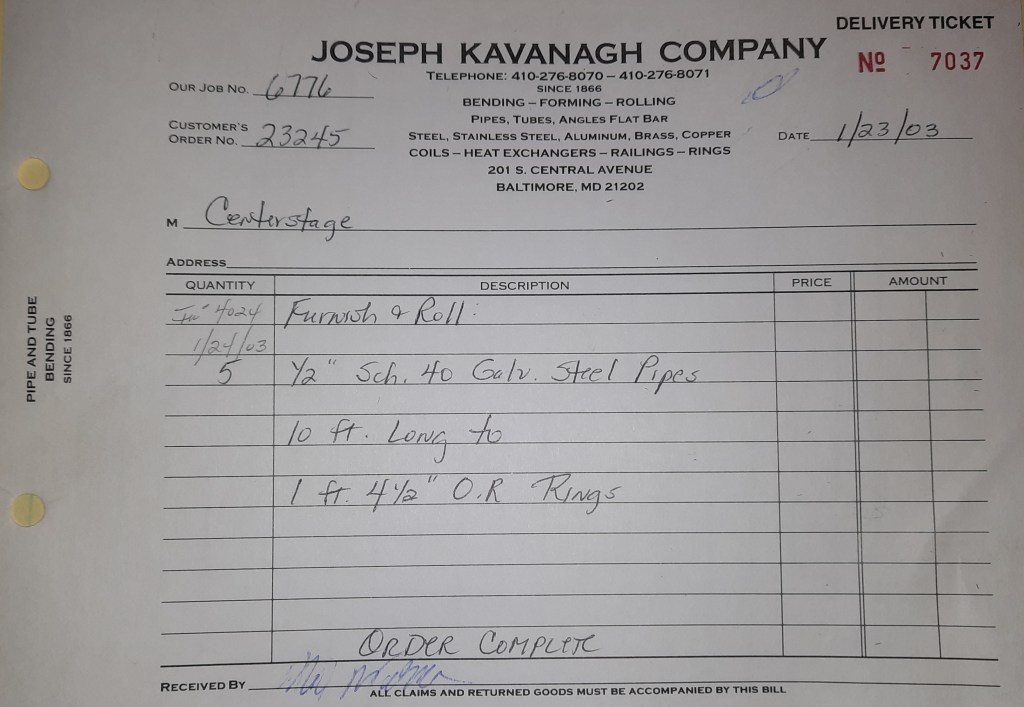 DELIVERY TICKET
JOSEPH KAVANAGH COMPANY
Nº 7037
TELEPHONE: 410-276-8070 – 410-276-8071
OUR JOB NO. 6776
SINCE 1866
BENDING – FORMING – ROLLING
PIPES, TUBES, ANGLES FLAT BAR
CUSTOMER'S
ORDER NO. 23245
STEEL, STAINLESS STEEL, ALUMINUM, BRASS, COPPER
DATE 1/23/03
COILS – HEAT EXCHANGERS – RAILINGS – RINGS
201 S. CENTRAL AVENUE
BALTIMORE, MD 21202
M Centerstage
ADDRESS
QUANTITY DESCRIPTION PRICE AMOUNT
4024 Furnish & Roll:
1/24/03
5 1/2" Sch. 40 Galv. Steel Pipes
10 ft. Long to
1 ft. 4 1/2" O.R Rings
ORDER COMPLETE
RECEIVED BY
ALL CLAIMS AND RETURNED GOODS MUST BE ACCOMPANIED BY THIS BILL
PIPE AND TUBE
BENDING
SINCE 1866